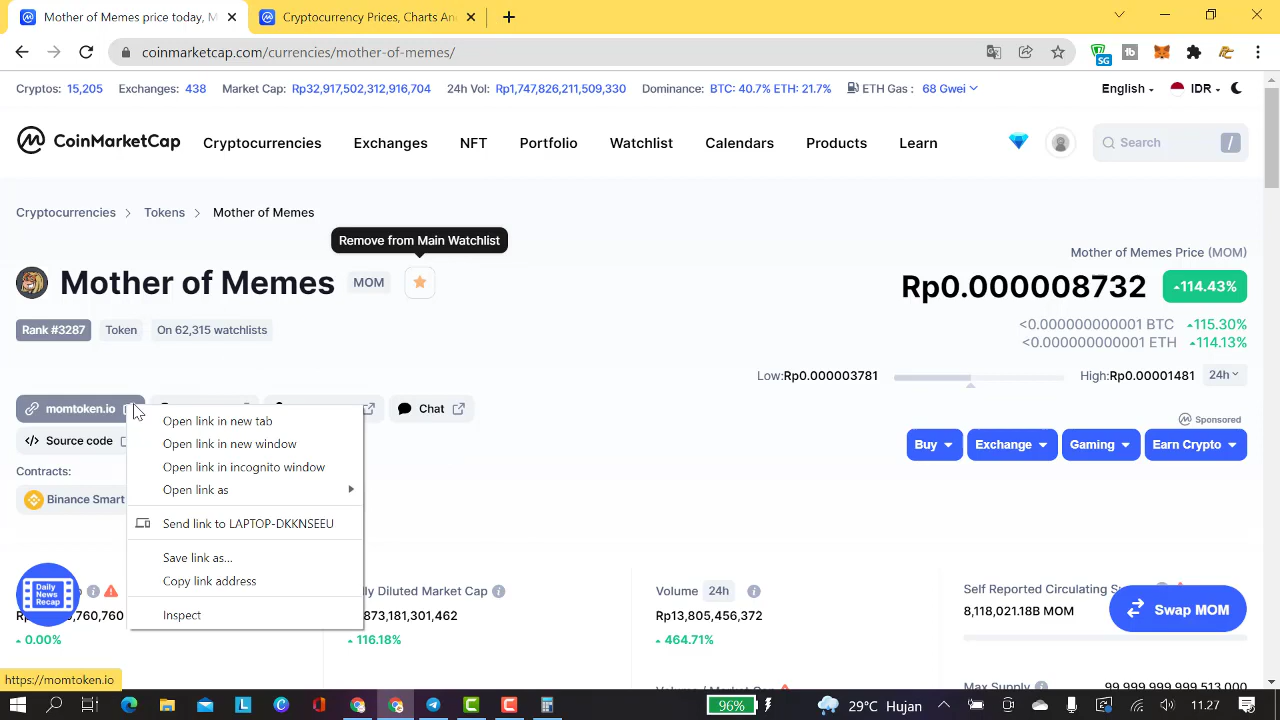 Mother of Memes price today, M
Cryptocurrency Prices, Charts An
coinmarketcap.com/currencies/mother-of-memes/
SG
Cryptos: 15,205 Exchanges: 438 Market Cap: Rp32,917,502,312,916,704 24h Vol: Rp1,747,826,211,509,330 Dominance: BTC: 40.7% ETH: 21.7% ETH Gas : 68 Gwei English IDR
CoinMarketCap Cryptocurrencies Exchanges NFT Portfolio Watchlist Calendars Products Learn Search /
Cryptocurrencies > Tokens > Mother of Memes
Remove from Main Watchlist
Mother of Memes Price (MOM)
Mother of Memes MOM
Rp0.000008732 114.43%
Rank #3287 Token On 62,315 watchlists
<0.000000000001 BTC 115.30%
<0.000000000001 ETH 114.13%
Low:Rp0.000003781 High:Rp0.00001481 24h
momtoken.io
Chat
Sponsored
Source code
Buy Exchange Gaming Earn Crypto
Contracts:
Binance Smart
Open link in new tab
Open link in new window
Open link in incognito window
Open link as
Send link to LAPTOP-DKKNSEEU
Save link as...
Copy link address
Inspect
Daily News Recap
Diluted Market Cap
873,181,301,462
116.18%
760,760
0.00%
Volume 24h
Rp13,805,456,372
464.71%
Self Reported Circulating
8,118,021.18B MOM
Swap MOM
Max Supply
99,999,999,999,513,000
https://momtoken.io
96%
29°C Hujan
11:27